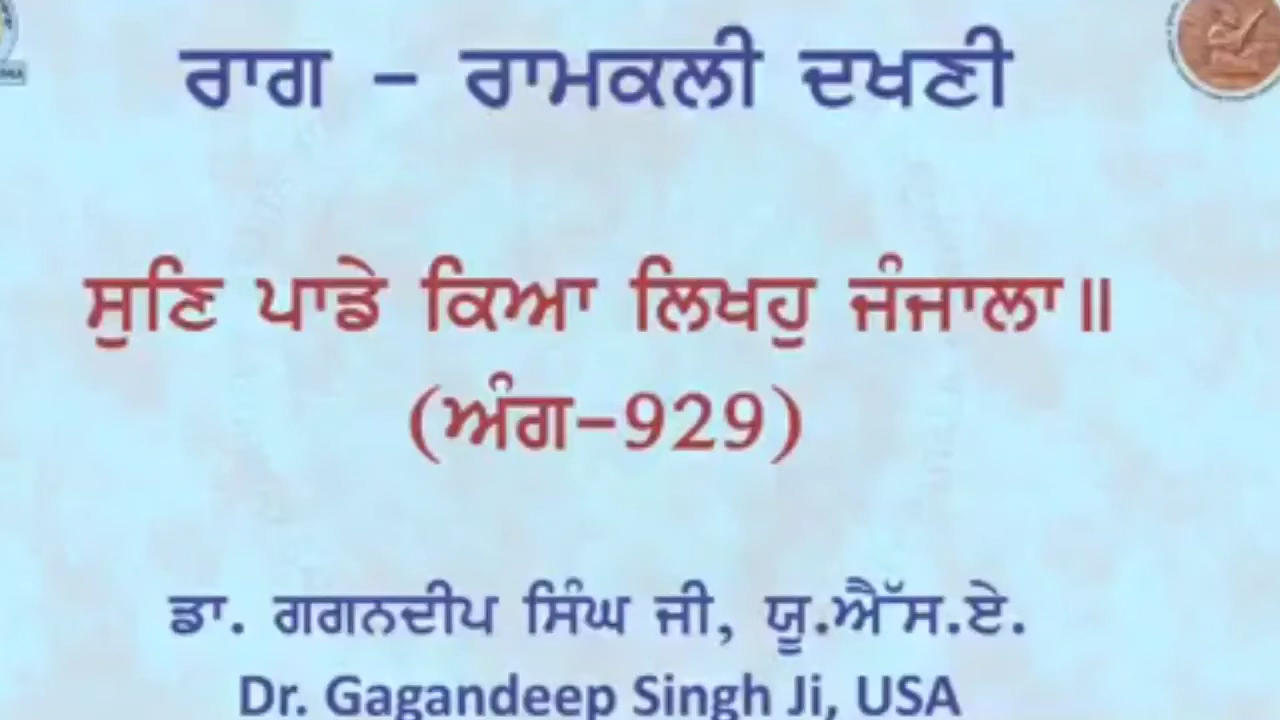 ਰਾਗ - ਰਾਮਕਲੀ ਦਖਣੀ
ਸੁਣਿ ਪਾਡੇ ਕਿਆ ਲਿਖਹੁ ਜੰਜਾਲਾ॥
(ਅੰਗ-929)
ਡਾ. ਗਗਨਦੀਪ ਸਿੰਘ ਜੀ, ਯੂ.ਐੱਸ.ਏ.
Dr. Gagandeep Singh Ji, USA